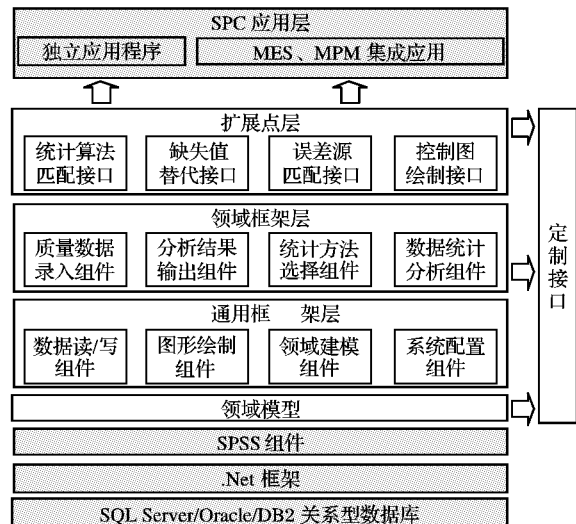 SPC 应用层
独立应用程序
MES、MPM 集成应用
扩展点层
统计算法
匹配接口
缺失值
替代接口
误差源
匹配接口
控制图
绘制接口
领域框架层
质量数据
录入组件
分析结果
输出组件
统计方法
选择组件
数据统计
分析组件
通用框 架层
数据读/写
组件
图形绘制
组件
领域建模
组件
系统配置
组件
领域模型
SPSS 组件
.Net 框架
SQL Server/Oracle/DB2 关系型数据库
定制接口